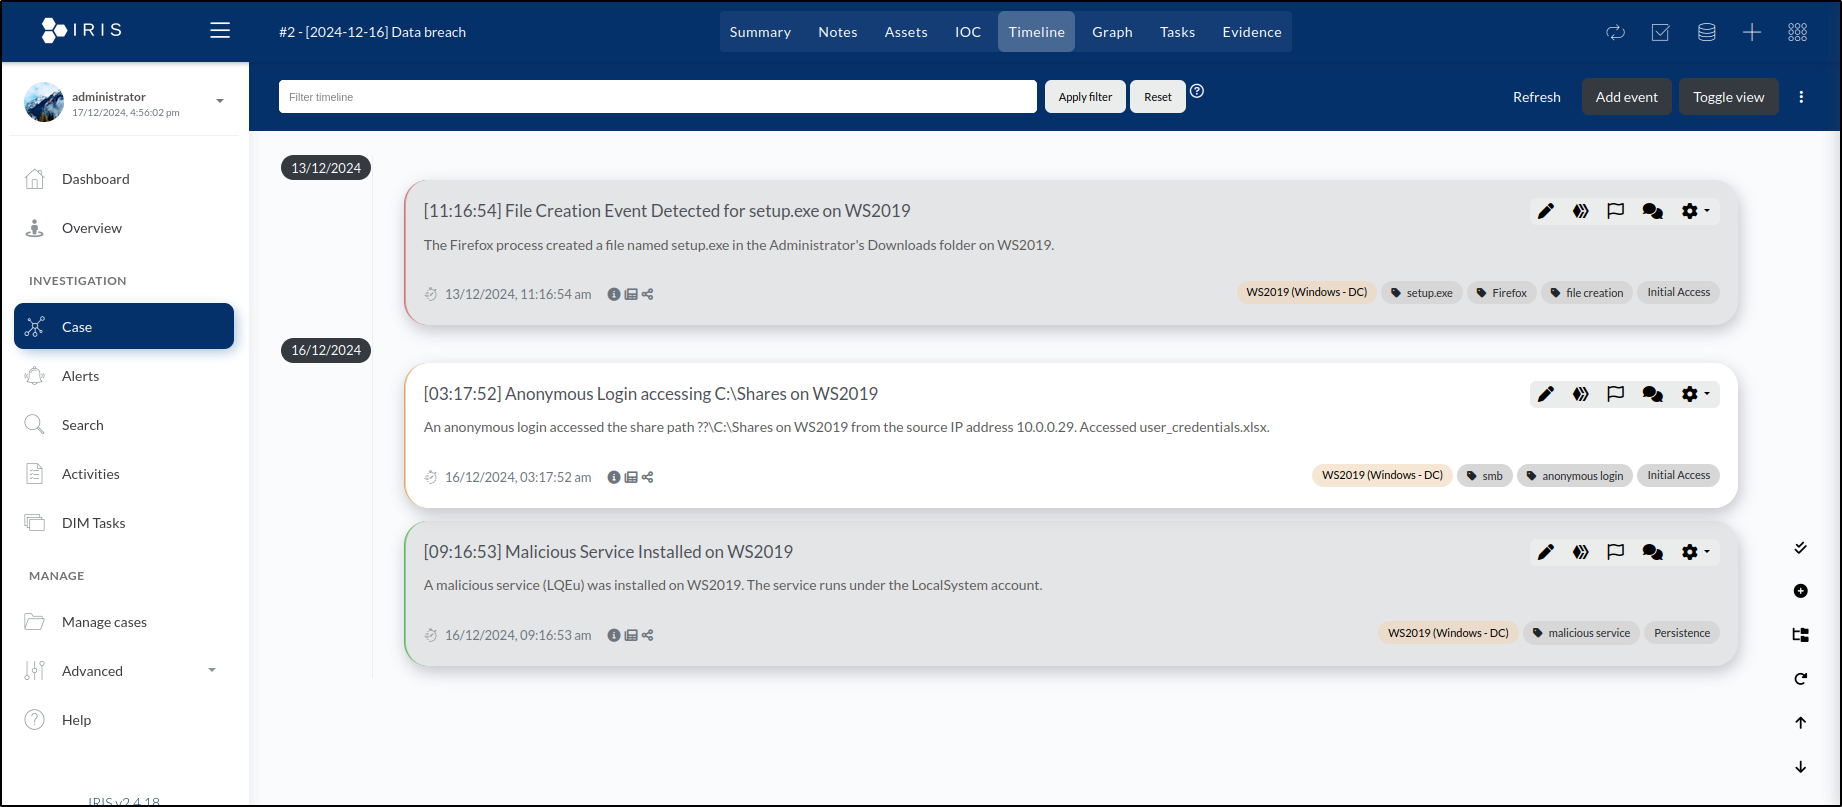 IRIS
#2 - [2024-12-16] Data breach
Summary Notes Assets IOC Timeline Graph Tasks Evidence
administrator
17/12/2024, 4:56:02 pm
Dashboard
Overview
INVESTIGATION
Case
Alerts
Search
Activities
DIM Tasks
MANAGE
Manage cases
Advanced
Help
IRIS v2.4.18
Filter timeline Apply filter Reset Refresh Add event Toggle view
13/12/2024
[11:16:54] File Creation Event Detected for setup.exe on WS2019
The Firefox process created a file named setup.exe in the Administrator's Downloads folder on WS2019.
13/12/2024, 11:16:54 am WS2019 (Windows - DC) setup.exe Firefox file creation Initial Access
16/12/2024
[03:17:52] Anonymous Login accessing C:\Shares on WS2019
An anonymous login accessed the share path ??\C:\Shares on WS2019 from the source IP address 10.0.0.29. Accessed user_credentials.xlsx.
16/12/2024, 03:17:52 am WS2019 (Windows - DC) smb anonymous login Initial Access
[09:16:53] Malicious Service Installed on WS2019
A malicious service (LQEu) was installed on WS2019. The service runs under the LocalSystem account.
16/12/2024, 09:16:53 am WS2019 (Windows - DC) malicious service Persistence